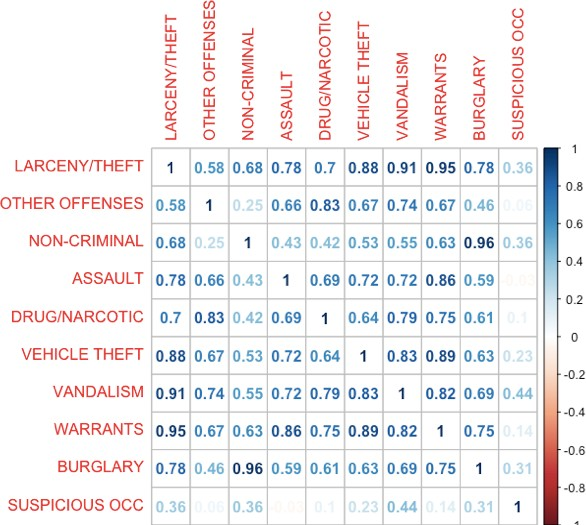 LARCENY/THEFT OTHER OFFENSES NON-CRIMINAL ASSAULT DRUG/NARCOTIC VEHICLE THEFT VANDALISM WARRANTS BURGLARY SUSPICIOUS OCC
LARCENY/THEFT 1 0.58 0.68 0.78 0.7 0.88 0.91 0.95 0.78 0.36
OTHER OFFENSES 0.58 1 0.25 0.66 0.83 0.67 0.74 0.67 0.46 0.06
NON-CRIMINAL 0.68 0.25 1 0.43 0.42 0.53 0.55 0.63 0.96 0.36
ASSAULT 0.78 0.66 0.43 1 0.69 0.72 0.72 0.86 0.59 -0.03
DRUG/NARCOTIC 0.7 0.83 0.42 0.69 1 0.64 0.79 0.75 0.61 0.1
VEHICLE THEFT 0.88 0.67 0.53 0.72 0.64 1 0.83 0.89 0.63 0.23
VANDALISM 0.91 0.74 0.55 0.72 0.79 0.83 1 0.82 0.69 0.44
WARRANTS 0.95 0.67 0.63 0.86 0.75 0.89 0.82 1 0.75 0.14
BURGLARY 0.78 0.46 0.96 0.59 0.61 0.63 0.69 0.75 1 0.31
SUSPICIOUS OCC 0.36 0.06 0.36 -0.03 0.1 0.23 0.44 0.14 0.31 1
1
0.8
0.6
0.4
0.2
0
-0.2
-0.4
-0.6
-0.8